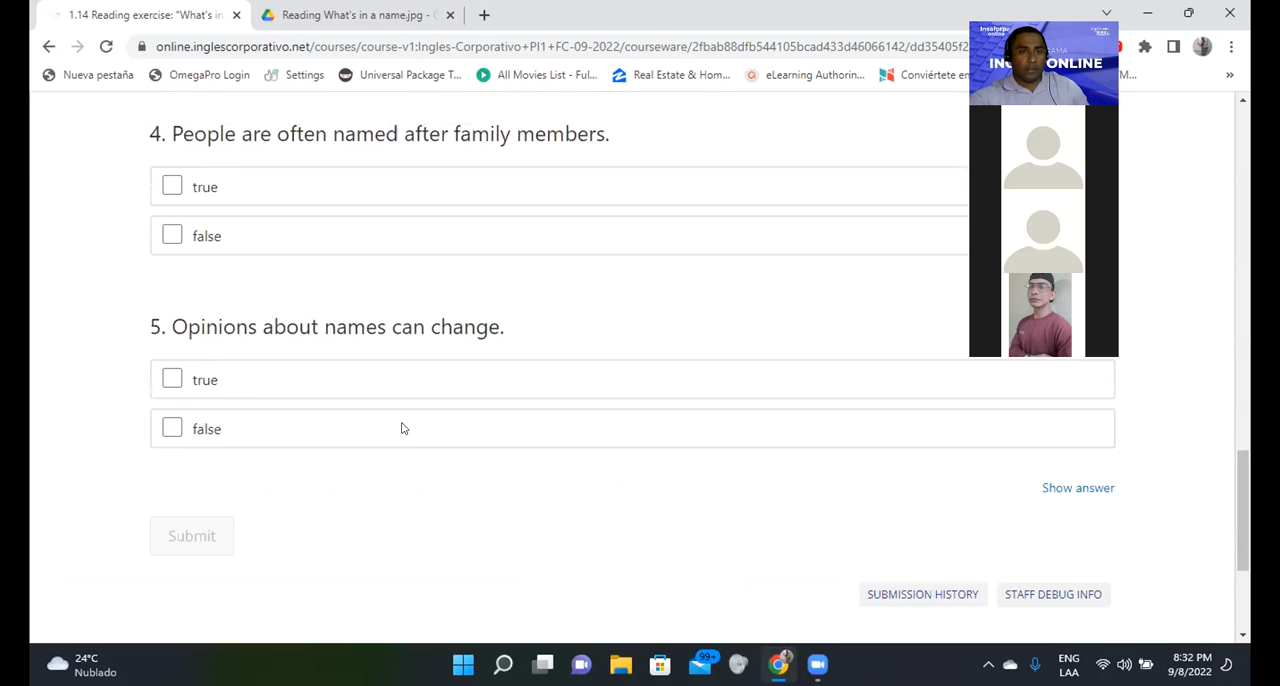 1.14 Reading exercise: "What's in
Reading What's in a name.jpg - G
online.inglescorporativo.net/courses/course-v1:Ingles-Corporativo+PI1+FC-09-2022/courseware/2fbab88dfb544105bcad433d46066142/dd35405f2
Nueva pestaña
OmegaPro Login
Settings
Universal Package T...
All Movies List - Ful...
Real Estate & Hom...
eLearning Authorin...
Conviértete en
M...
»
INGLÉS ONLINE
4. People are often named after family members.
true
false
5. Opinions about names can change.
true
false
Show answer
Submit
SUBMISSION HISTORY
STAFF DEBUG INFO
24°C
Nublado
99+
ENG
LAA
8:32 PM
9/8/2022